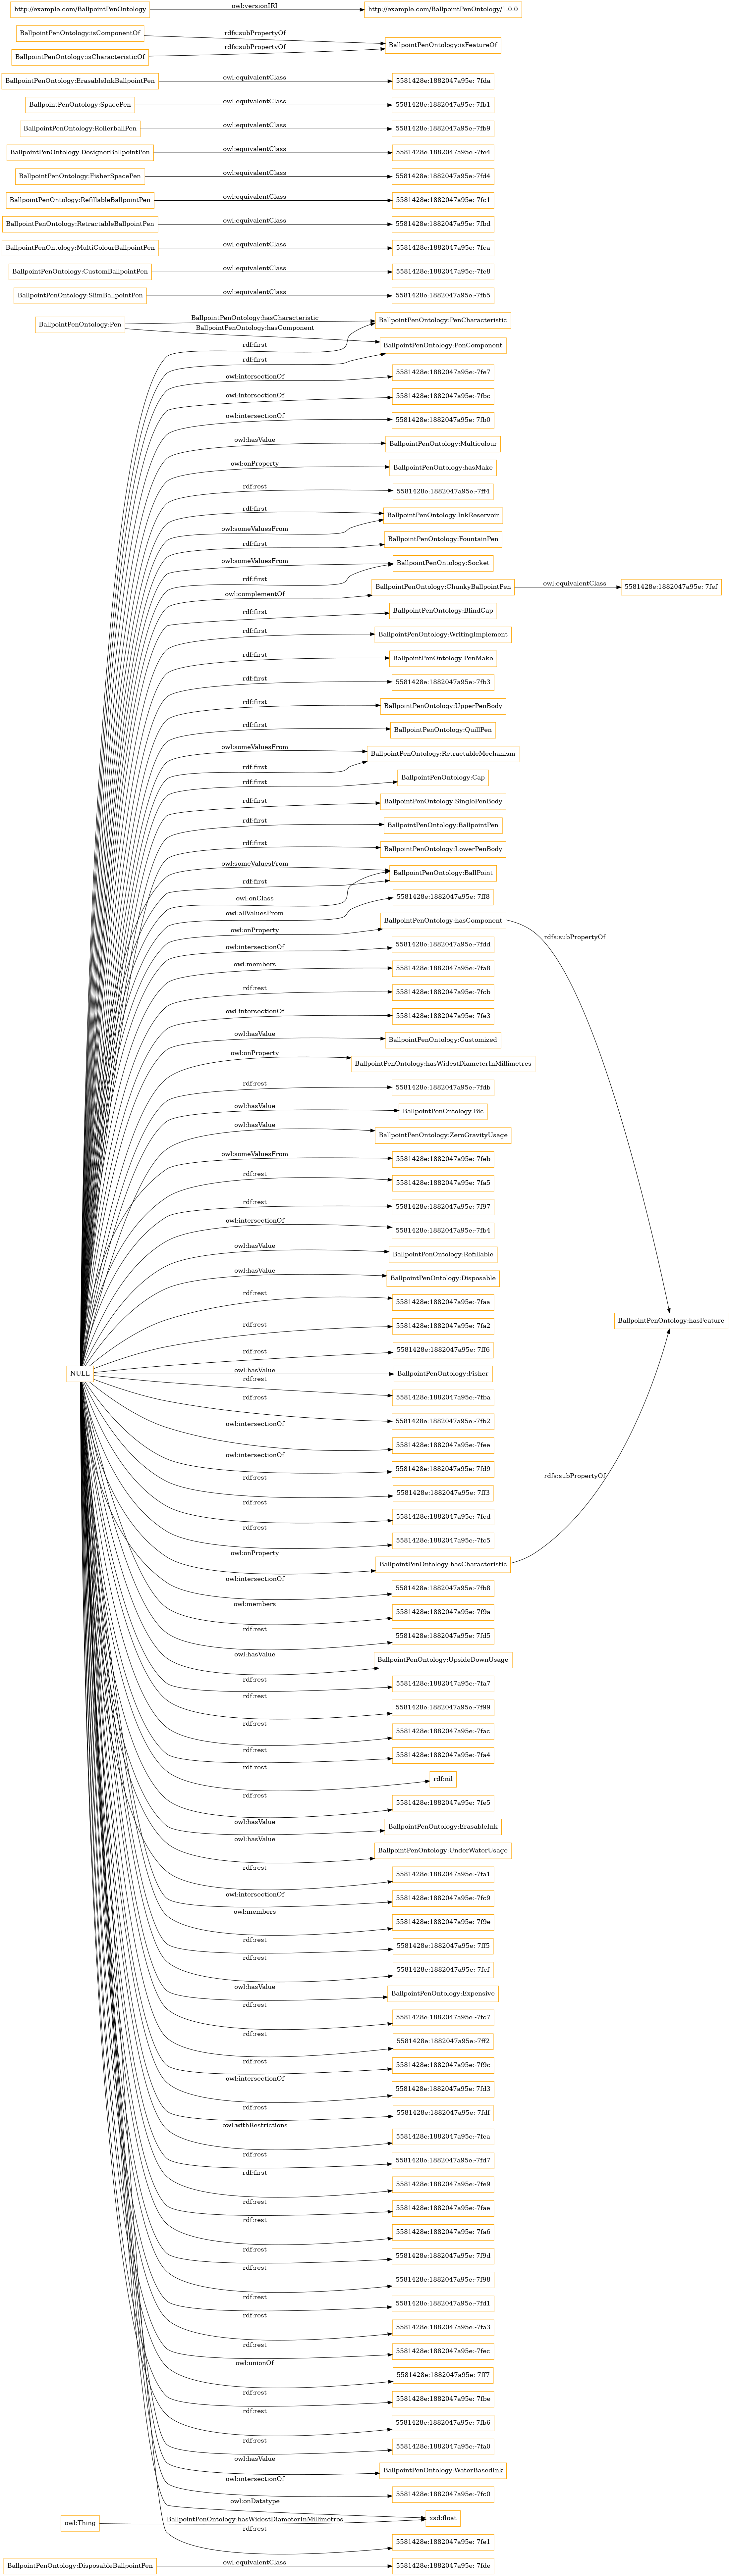 http://example.com/BallpointPenOntology owl:versionIRI http://example.com/BallpointPenOntology/1.0.0
BallpointPenOntology:isComponentOf rdfs:subPropertyOf
BallpointPenOntology:isFeatureOf
BallpointPenOntology:isCharacteristicOf rdfs:subPropertyOf
BallpointPenOntology:ErasableInkBallpointPen owl:equivalentClass 5581428e:1882047a95e:-7fda
BallpointPenOntology:SpacePen owl:equivalentClass 5581428e:1882047a95e:-7fb1
BallpointPenOntology:RollerballPen owl:equivalentClass 5581428e:1882047a95e:-7fb9
BallpointPenOntology:DesignerBallpointPen owl:equivalentClass 5581428e:1882047a95e:-7fe4
BallpointPenOntology:FisherSpacePen owl:equivalentClass 5581428e:1882047a95e:-7fd4
BallpointPenOntology:RefillableBallpointPen owl:equivalentClass 5581428e:1882047a95e:-7fc1
BallpointPenOntology:RetractableBallpointPen owl:equivalentClass 5581428e:1882047a95e:-7fbd
BallpointPenOntology:MultiColourBallpointPen owl:equivalentClass 5581428e:1882047a95e:-7fca
BallpointPenOntology:CustomBallpointPen owl:equivalentClass 5581428e:1882047a95e:-7fe8
BallpointPenOntology:SlimBallpointPen owl:equivalentClass 5581428e:1882047a95e:-7fb5
BallpointPenOntology:Pen BallpointPenOntology:hasCharacteristic BallpointPenOntology:PenCharacteristic
BallpointPenOntology:hasComponent
rdf:first BallpointPenOntology:PenComponent
rdf:first
owl:intersectionOf 5581428e:1882047a95e:-7fe7
owl:intersectionOf 5581428e:1882047a95e:-7fbc
owl:intersectionOf 5581428e:1882047a95e:-7fb0
owl:hasValue BallpointPenOntology:Multicolour
owl:onProperty BallpointPenOntology:hasMake
rdf:rest 5581428e:1882047a95e:-7ff4
rdf:first BallpointPenOntology:InkReservoir
owl:someValuesFrom
rdf:first BallpointPenOntology:FountainPen
owl:someValuesFrom BallpointPenOntology:Socket
rdf:first
owl:complementOf BallpointPenOntology:ChunkyBallpointPen owl:equivalentClass 5581428e:1882047a95e:-7fef
rdf:first BallpointPenOntology:BlindCap
rdf:first BallpointPenOntology:WritingImplement
rdf:first BallpointPenOntology:PenMake
rdf:first 5581428e:1882047a95e:-7fb3
rdf:first BallpointPenOntology:UpperPenBody
rdf:first BallpointPenOntology:QuillPen
owl:someValuesFrom BallpointPenOntology:RetractableMechanism
rdf:first
rdf:first BallpointPenOntology:Cap
rdf:first BallpointPenOntology:SinglePenBody
rdf:first BallpointPenOntology:BallpointPen
rdf:first BallpointPenOntology:LowerPenBody
owl:someValuesFrom BallpointPenOntology:BallPoint
rdf:first
owl:onClass 5581428e:1882047a95e:-7ff8
owl:allValuesFrom
owl:onProperty BallpointPenOntology:hasComponent
rdfs:subPropertyOf
owl:intersectionOf 5581428e:1882047a95e:-7fdd
owl:members 5581428e:1882047a95e:-7fa8
rdf:rest 5581428e:1882047a95e:-7fcb
owl:intersectionOf 5581428e:1882047a95e:-7fe3
owl:hasValue BallpointPenOntology:Customized
owl:onProperty BallpointPenOntology:hasWidestDiameterInMillimetres
rdf:rest 5581428e:1882047a95e:-7fdb
owl:hasValue BallpointPenOntology:Bic
owl:hasValue BallpointPenOntology:ZeroGravityUsage
owl:someValuesFrom 5581428e:1882047a95e:-7feb
rdf:rest 5581428e:1882047a95e:-7fa5
rdf:rest 5581428e:1882047a95e:-7f97
owl:intersectionOf 5581428e:1882047a95e:-7fb4
owl:hasValue BallpointPenOntology:Refillable
owl:hasValue BallpointPenOntology:Disposable
rdf:rest 5581428e:1882047a95e:-7faa
BallpointPenOntology:hasFeature
rdf:rest 5581428e:1882047a95e:-7fa2
rdf:rest 5581428e:1882047a95e:-7ff6
NULL owl:hasValue BallpointPenOntology:Fisher
rdf:rest 5581428e:1882047a95e:-7fba
rdf:rest 5581428e:1882047a95e:-7fb2
owl:intersectionOf 5581428e:1882047a95e:-7fee
owl:intersectionOf 5581428e:1882047a95e:-7fd9
rdfs:subPropertyOf
rdf:rest 5581428e:1882047a95e:-7ff3
rdf:rest 5581428e:1882047a95e:-7fcd
rdf:rest 5581428e:1882047a95e:-7fc5
owl:onProperty BallpointPenOntology:hasCharacteristic
owl:intersectionOf 5581428e:1882047a95e:-7fb8
owl:members 5581428e:1882047a95e:-7f9a
rdf:rest 5581428e:1882047a95e:-7fd5
owl:hasValue BallpointPenOntology:UpsideDownUsage
rdf:rest 5581428e:1882047a95e:-7fa7
rdf:rest 5581428e:1882047a95e:-7f99
rdf:rest 5581428e:1882047a95e:-7fac
rdf:rest 5581428e:1882047a95e:-7fa4
rdf:rest rdf:nil
rdf:rest 5581428e:1882047a95e:-7fe5
owl:hasValue BallpointPenOntology:ErasableInk
owl:hasValue BallpointPenOntology:UnderWaterUsage
rdf:rest 5581428e:1882047a95e:-7fa1
owl:intersectionOf 5581428e:1882047a95e:-7fc9
owl:members 5581428e:1882047a95e:-7f9e
rdf:rest 5581428e:1882047a95e:-7ff5
rdf:rest 5581428e:1882047a95e:-7fcf
owl:hasValue BallpointPenOntology:Expensive
rdf:rest 5581428e:1882047a95e:-7fc7
rdf:rest 5581428e:1882047a95e:-7ff2
rdf:rest 5581428e:1882047a95e:-7f9c
owl:intersectionOf 5581428e:1882047a95e:-7fd3
rdf:rest 5581428e:1882047a95e:-7fdf
owl:withRestrictions 5581428e:1882047a95e:-7fea
rdf:rest 5581428e:1882047a95e:-7fd7
rdf:first 5581428e:1882047a95e:-7fe9
rdf:rest 5581428e:1882047a95e:-7fae
rdf:rest 5581428e:1882047a95e:-7fa6
rdf:rest 5581428e:1882047a95e:-7f9d
rdf:rest 5581428e:1882047a95e:-7f98
rdf:rest 5581428e:1882047a95e:-7fd1
rdf:rest 5581428e:1882047a95e:-7fa3
rdf:rest 5581428e:1882047a95e:-7fec
owl:unionOf 5581428e:1882047a95e:-7ff7
rdf:rest 5581428e:1882047a95e:-7fbe
rdf:rest 5581428e:1882047a95e:-7fb6
rdf:rest 5581428e:1882047a95e:-7fa0
owl:hasValue BallpointPenOntology:WaterBasedInk
owl:intersectionOf 5581428e:1882047a95e:-7fc0
owl:onDatatype xsd:float
owl:Thing BallpointPenOntology:hasWidestDiameterInMillimetres
rdf:rest 5581428e:1882047a95e:-7fe1
BallpointPenOntology:DisposableBallpointPen owl:equivalentClass 5581428e:1882047a95e:-7fde